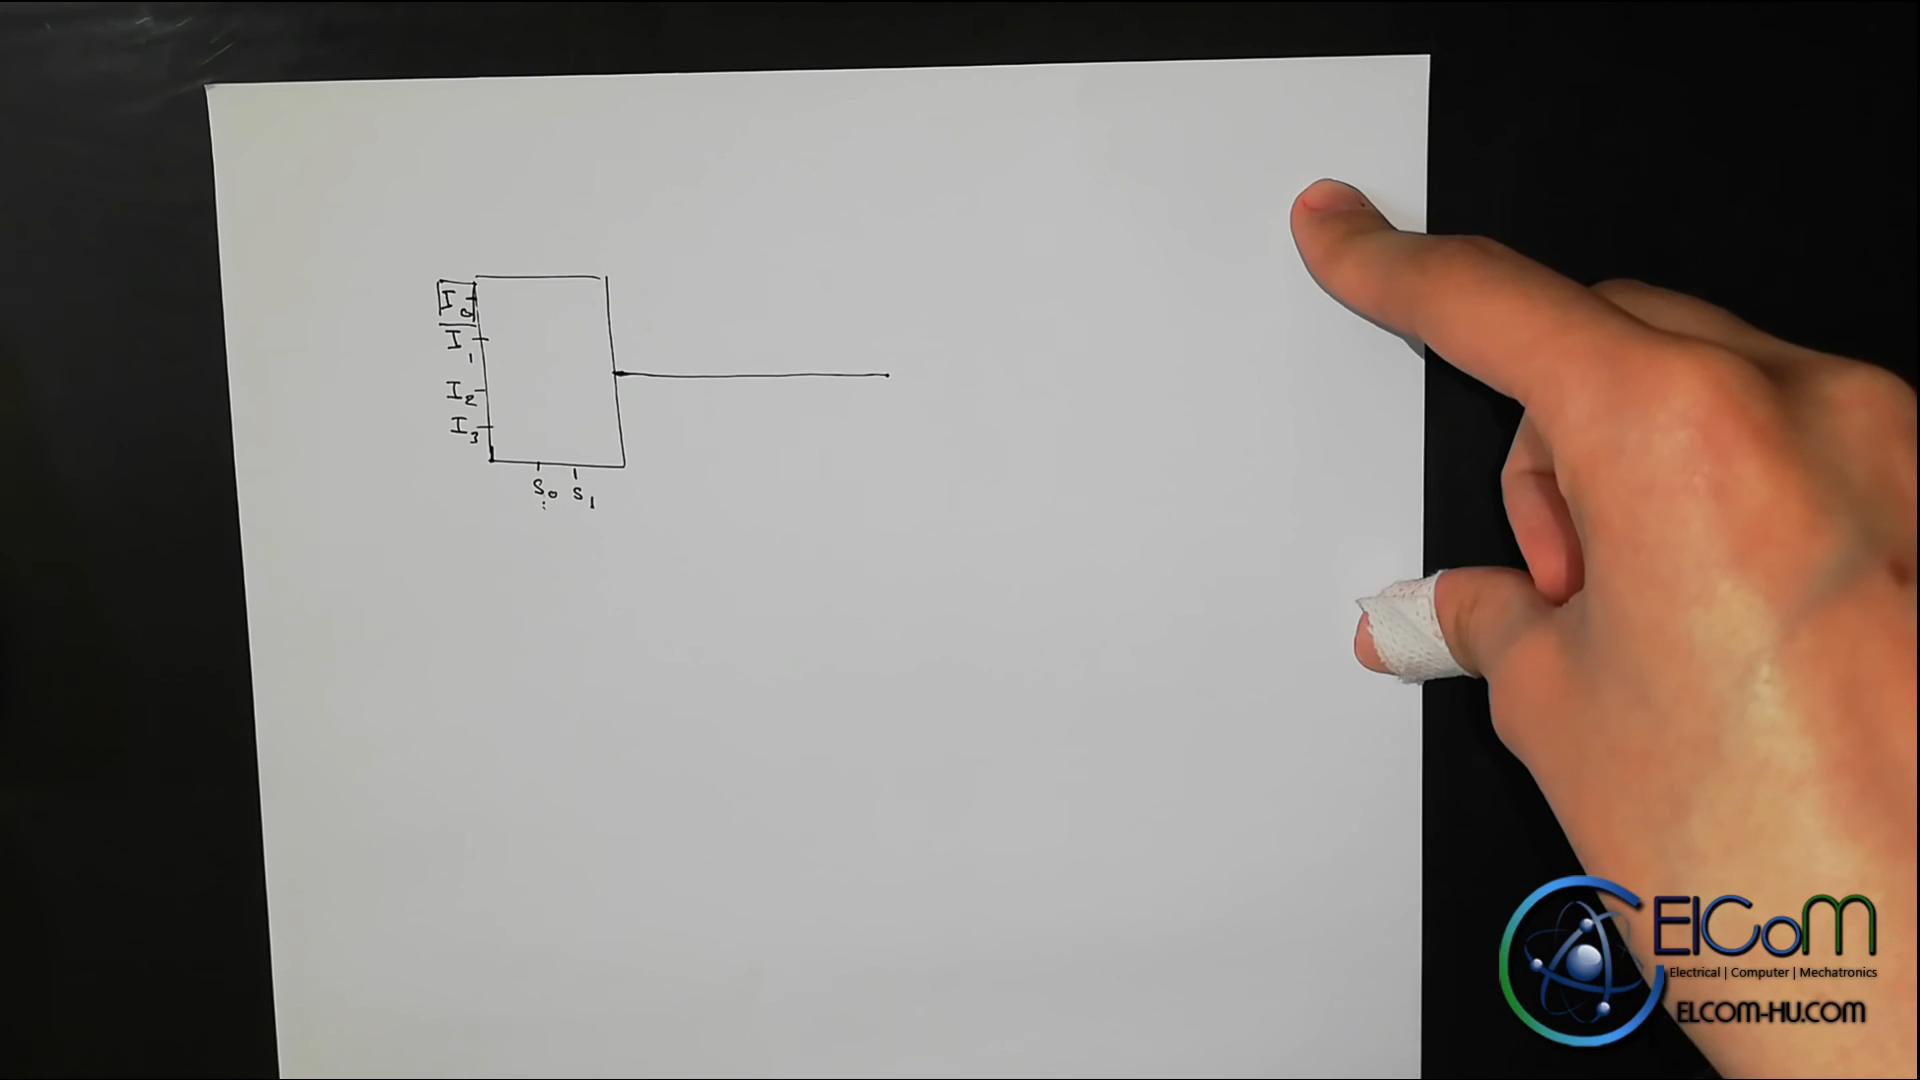 I0
I1
I2
I3
S0 S1
ElCoM
Electrical | Computer | Mechatronics
ELCOM-HU.COM